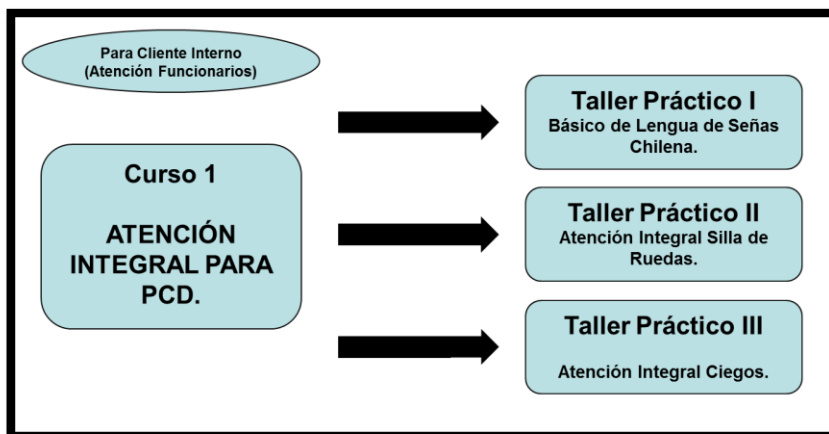 Para Cliente Interno
(Atención Funcionarios)
Curso 1
ATENCIÓN
INTEGRAL PARA
PCD.
Taller Práctico I
Básico de Lengua de Señas
Chilena.
Taller Práctico II
Atención Integral Silla de
Ruedas.
Taller Práctico III
Atención Integral Ciegos.